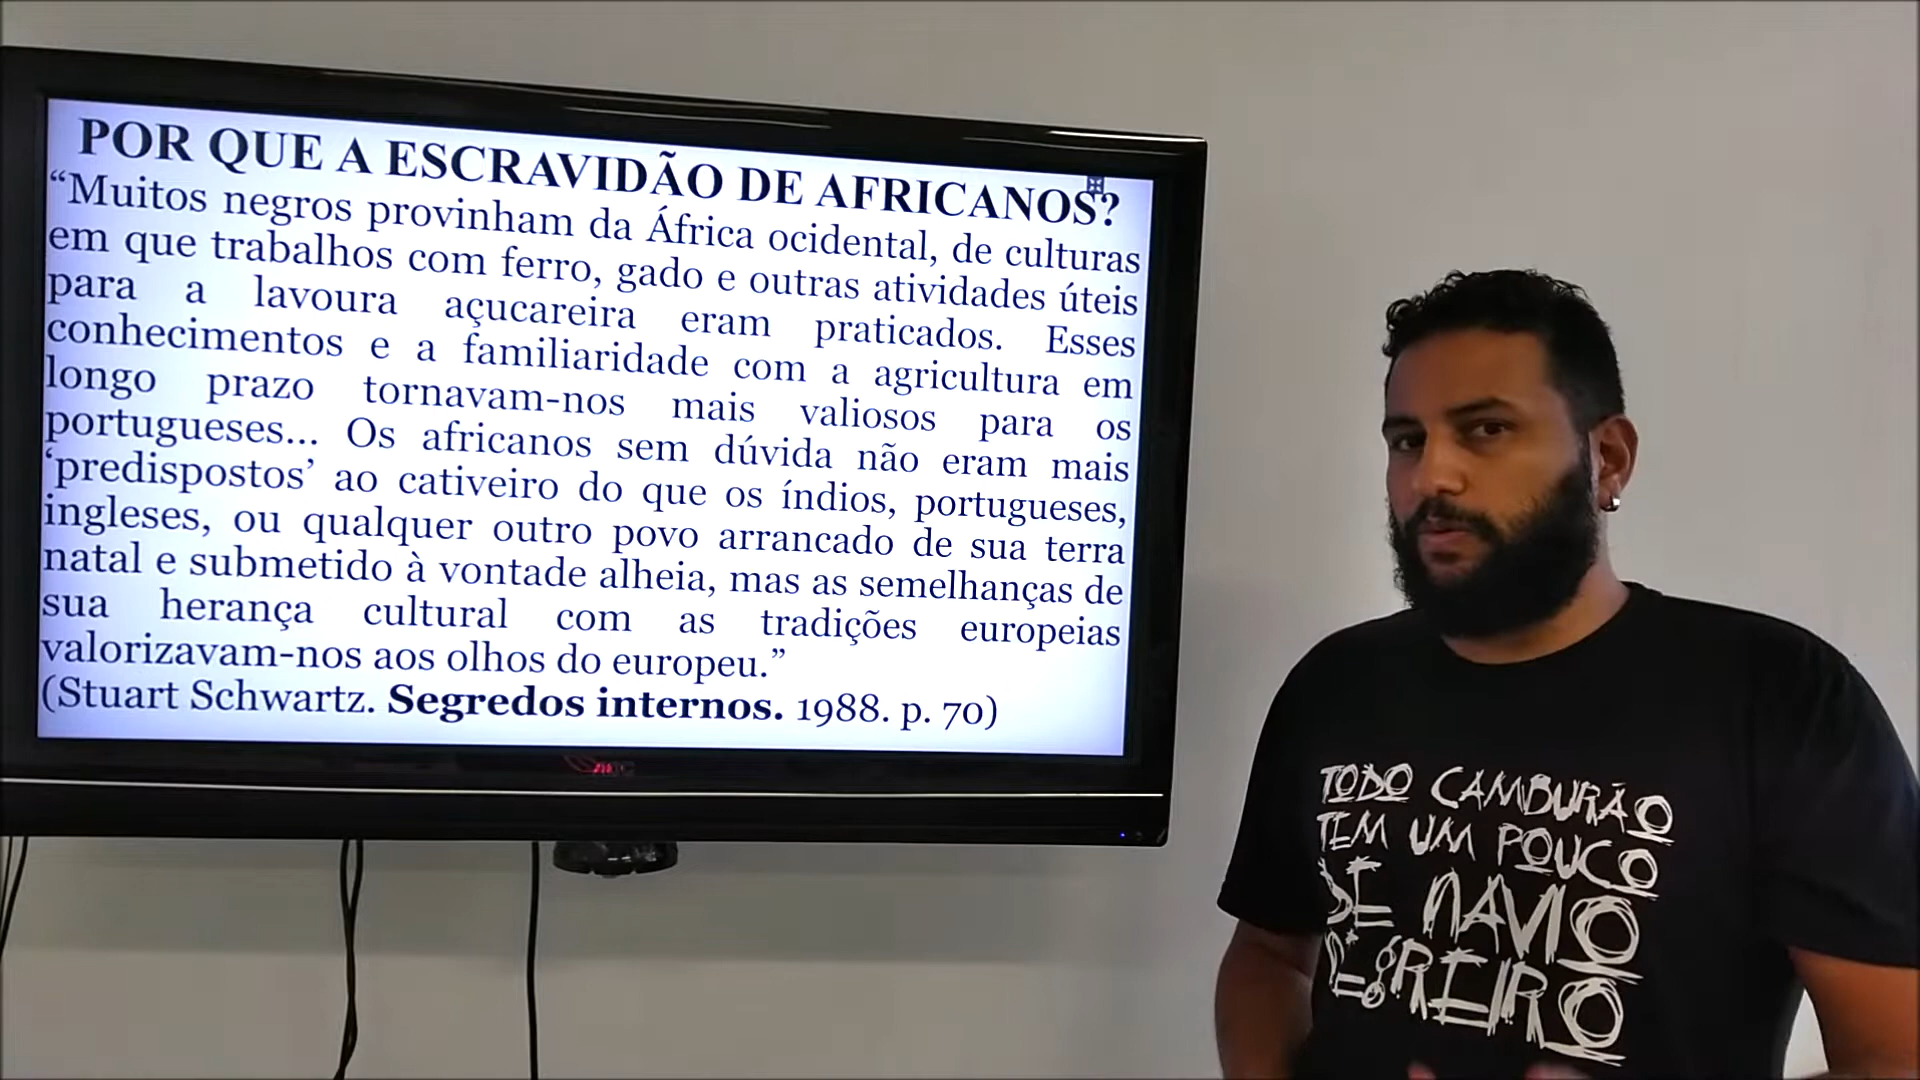 POR QUE A ESCRAVIDÃO DE AFRICANOS?
“Muitos negros provinham da África ocidental, de culturas
em que trabalhos com ferro, gado e outras atividades úteis
para a lavoura açucareira eram praticados. Esses
conhecimentos e a familiaridade com a agricultura em
longo prazo tornavam-nos mais valiosos para os
portugueses... Os africanos sem dúvida não eram mais
‘predispostos’ ao cativeiro do que os índios, portugueses,
ingleses, ou qualquer outro povo arrancado de sua terra
natal e submetido à vontade alheia, mas as semelhanças de
sua herança cultural com as tradições europeias
valorizavam-nos aos olhos do europeu.”
(Stuart Schwartz. Segredos internos. 1988. p. 70)
TODO CAMBURÃO
TEM UM POUCO
DE NAVIO
NEGREIRO